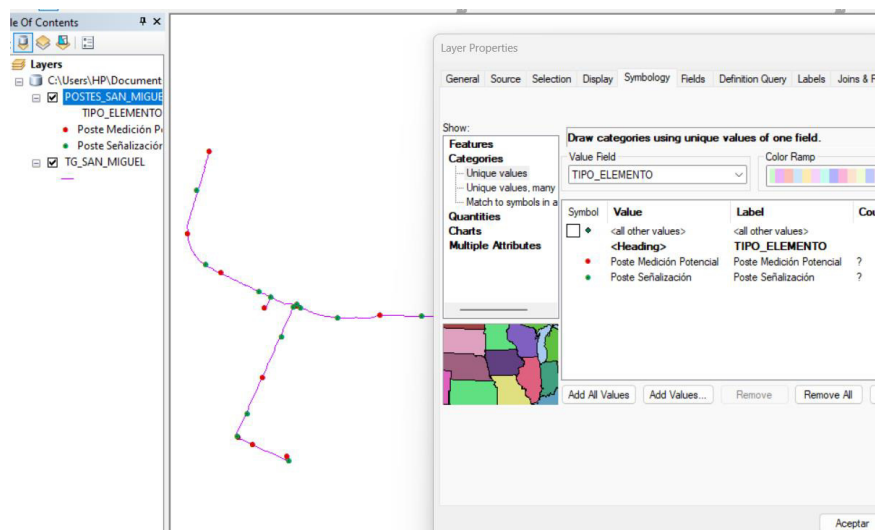 le Of Contents
Layers
C:\Users\HP\Document
POSTES_SAN_MIGUE
TIPO_ELEMENTO
Poste Medición P
Poste Señalización
TG_SAN_MIGUEL
Layer Properties
General Source Selection Display Symbology Fields Definition Query Labels Joins & R
Show:
Features
Categories
Unique values
Unique values, many
Match to symbols in a
Quantities
Charts
Multiple Attributes
Draw categories using unique values of one field.
Value Field
TIPO_ELEMENTO
Color Ramp
Symbol Value Label Cou
<all other values> <all other values>
<Heading> TIPO_ELEMENTO
Poste Medición Potencial Poste Medición Potencial ?
Poste Señalización Poste Señalización ?
Add All Values Add Values... Remove Remove All
Aceptar